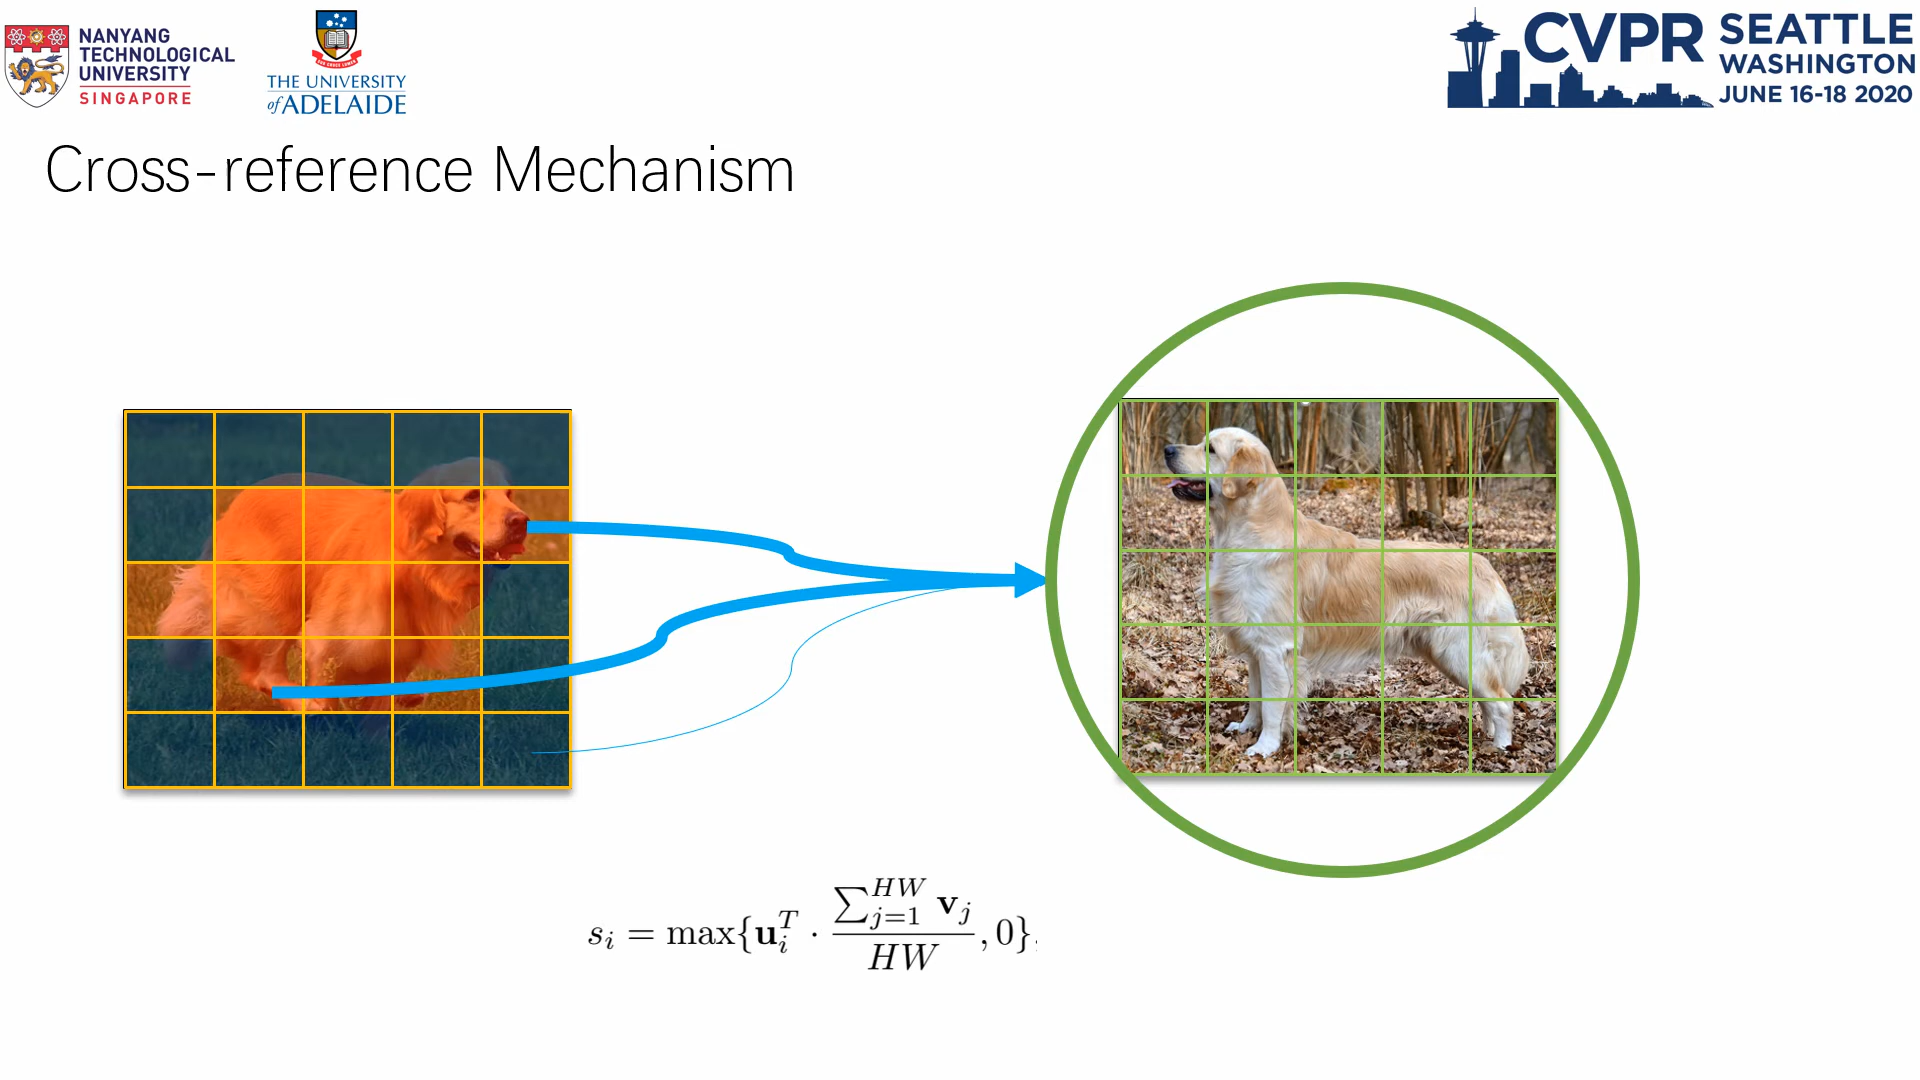 NANYANG
TECHNOLOGICAL
UNIVERSITY
SINGAPORE
THE UNIVERSITY
of ADELAIDE
CVPR
SEATTLE
WASHINGTON
JUNE 16-18 2020
Cross-reference Mechanism
s_i = max{u_i^T · \frac{∑_{j=1}^{HW} v_j}{HW}, 0}.